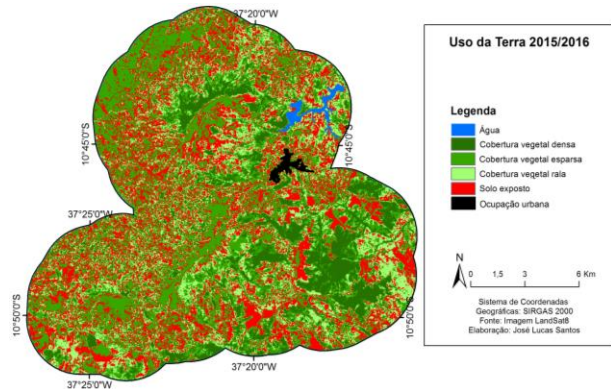 37°20'0"W
Uso da Terra 2015/2016
Legenda
Água
Cobertura vegetal densa
Cobertura vegetal esparsa
Cobertura vegetal rala
Solo exposto
Ocupação urbana
10°45'0"S
10°45'0"S
37°25'0"W
N
0 1,5 3 6 Km
10°50'0"S
10°50'0"S
Sistema de Coordenadas
Geográficas: SIRGAS 2000
Fonte: Imagem LandSat8
Elaboração: José Lucas Santos
37°20'0"W
37°25'0"W